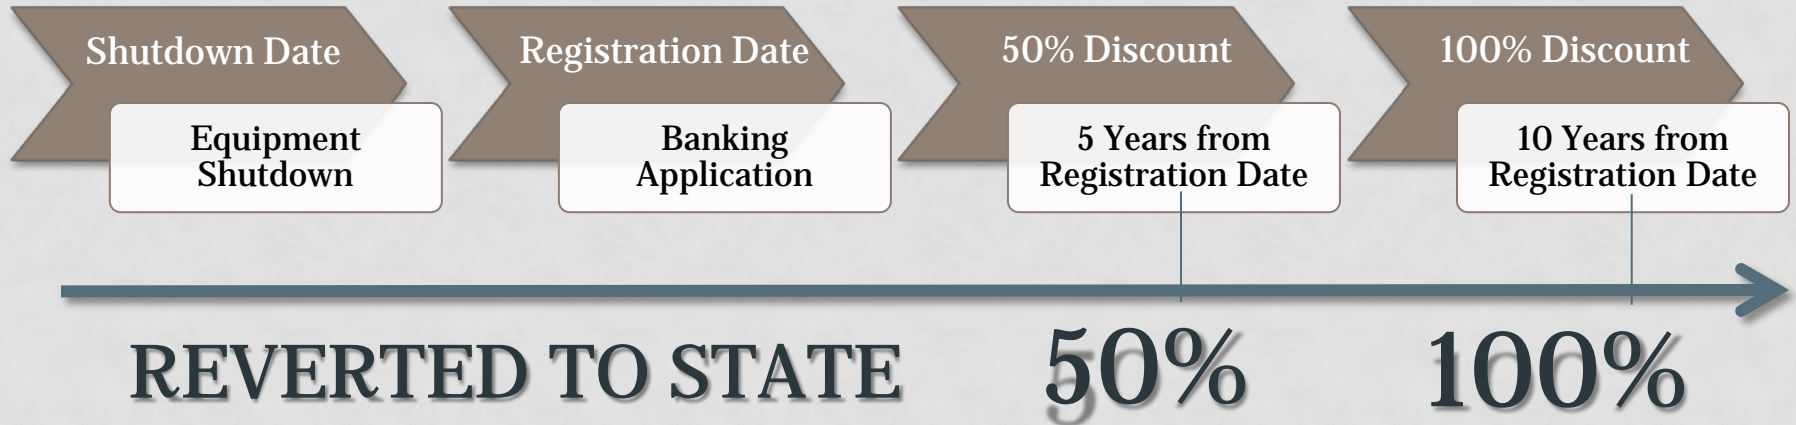 Shutdown Date
Equipment
Shutdown
Registration Date
Banking
Application
50% Discount
5 Years from
Registration Date
100% Discount
10 Years from
Registration Date
REVERTED TO STATE
50%
100%